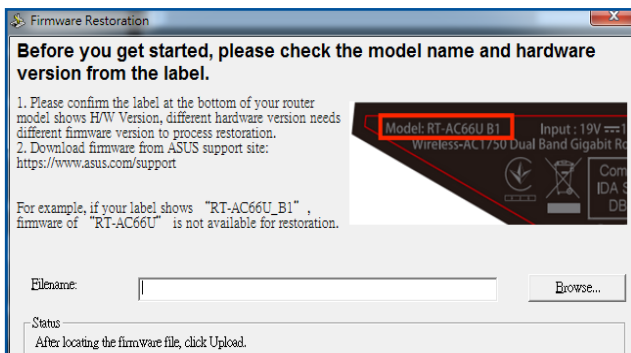 Firmware Restoration
Before you get started, please check the model name and hardware
version from the label.
1. Please confirm the label at the bottom of your router
model shows H/W Version, different hardware version needs
different firmware version to process restoration.
2. Download firmware from ASUS support site:
https://www.asus.com/support
For example, if your label shows “RT-AC66U_B1”,
firmware of “RT-AC66U” is not available for restoration.
Model: RT-AC66U B1 Input : 19V
Wireless-AC1750 Dual Band Gigabit
Com
IDA S
DB
Filename:
Browse...
Status
After locating the firmware file, click Upload.